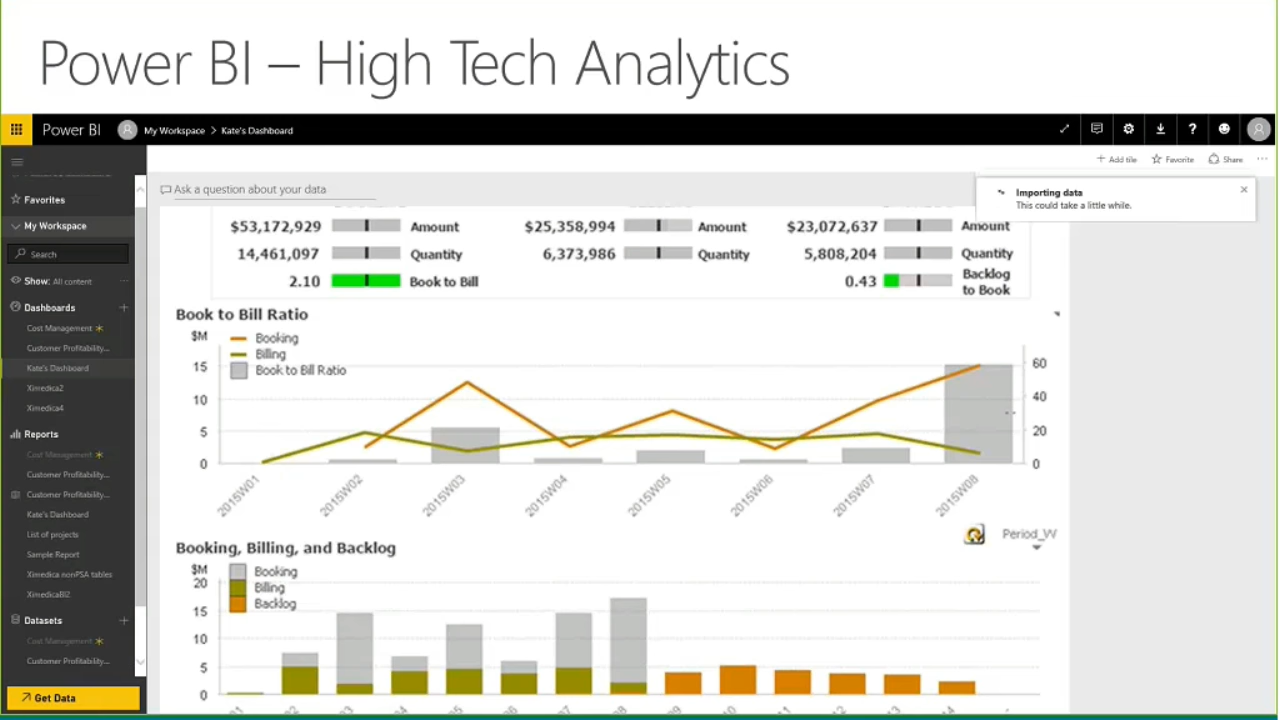 Power BI – High Tech Analytics
Power BI
My Workspace > Kate's Dashboard
+ Add tile
Favorite
Share
Ask a question about your data
Importing data
This could take a little while.
Favorites
My Workspace
Search
Show: All content
Dashboards
Cost Management
Customer Profitability...
Kate's Dashboard
Ximedica2
Ximedica4
Reports
Cost Management
Customer Profitability...
Customer Profitability...
Kate's Dashboard
List of projects
Sample Report
Ximedica nonPSA tables
XimedicaBI2
Datasets
Cost Management
Customer Profitability...
Get Data
$53,172,929 Amount $25,358,994 Amount $23,072,637 Amount
14,461,097 Quantity 6,373,986 Quantity 5,808,204 Quantity
2.10 Book to Bill 0.43 Backlog
to Book
Book to Bill Ratio
$M
Booking
Billing
Book to Bill Ratio
15 60
10 40
5 20
0 0
2015W01 2015W02 2015W03 2015W04 2015W05 2015W06 2015W07 2015W08
Period_W
Booking, Billing, and Backlog
$M
Booking
Billing
Backlog
20
15
10
5
0